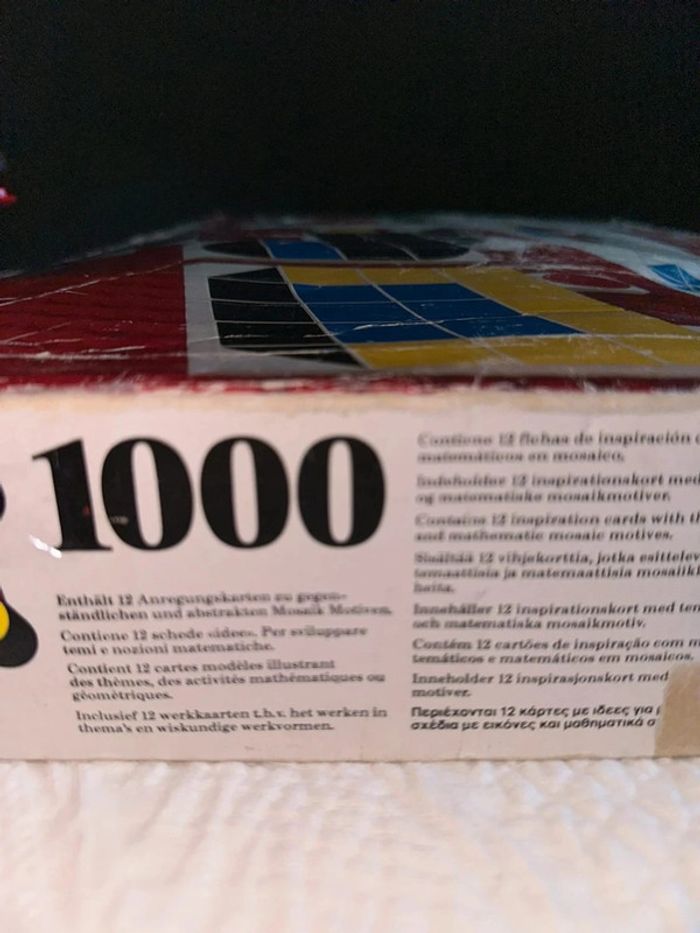 1000
Enthält 12 Anregungskarten zu gegen-
ständlichen und abstrakten Mosaik Motiven.
Contiene 12 schede «idee». Per sviluppare
temi e nozioni matematiche.
Contient 12 cartes modèles illustrant
des thèmes, des activités mathématiques ou
géométriques.
Inclusief 12 werkkaarten t.b.v. het werken in
thema's en wiskundige werkvormen.
Contiene 12 fichas de inspiración
matemáticos en mosaico.
Indeholder 12 inspirationskort med
og matematiske mosaikmotiver.
Contains 12 inspiration cards with
and mathematic mosaic motives.
Sisältää 12 vihjekorttia, jotka
temaattisia ja matemaattisia
Innehåller 12 inspirationskort med
och matematiska mosaikmotiv.
Contém 12 cartões de inspiração com
temáticos e matemáticos em mosaicos.
Inneholder 12 inspirasjonskort med
motiver.
Περιέχονται 12 κάρτες με ιδέες για
σχέδια με εικόνες και μαθηματικά σ